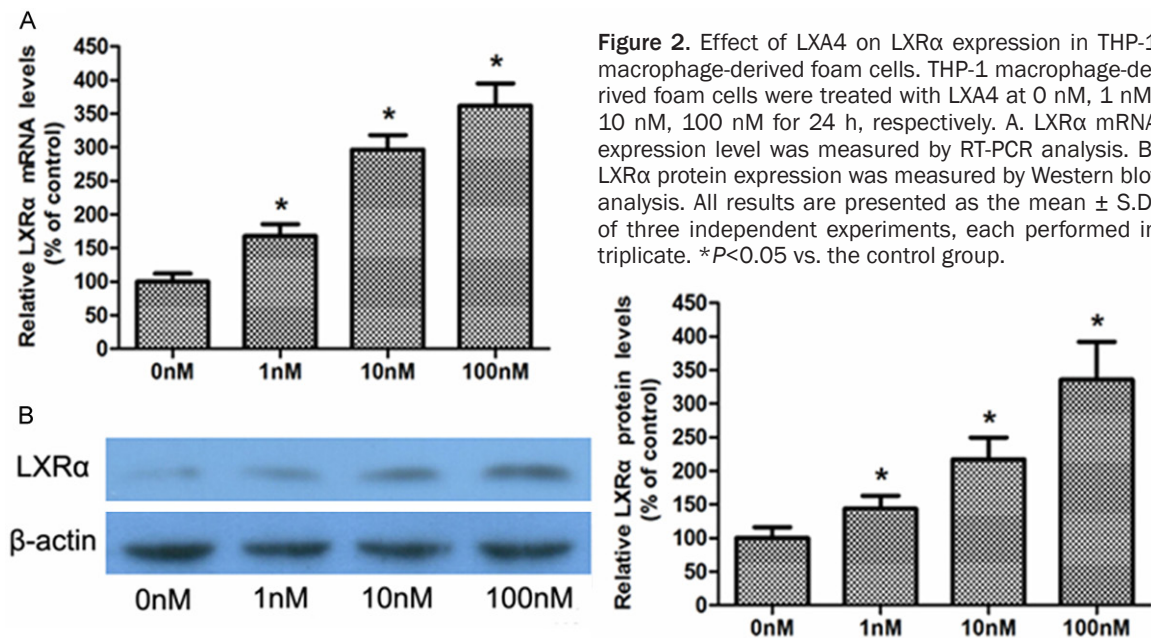 A
Relative LXRα mRNA levels
(% of control)
450
400
350
300
250
200
150
100
50
0
*
*
*
0nM 1nM 10nM 100nM
Figure 2. Effect of LXA4 on LXRα expression in THP-1
macrophage-derived foam cells. THP-1 macrophage-de-
rived foam cells were treated with LXA4 at 0 nM, 1 nM
10 nM, 100 nM for 24 h, respectively. A. LXRα mRNA
expression level was measured by RT-PCR analysis. B
LXRα protein expression was measured by Western blot
analysis. All results are presented as the mean ± S.D
of three independent experiments, each performed in
triplicate. *P<0.05 vs. the control group.
B
LXRα
β-actin
0nM 1nM 10nM 100nM
Relative LXRα protein levels
(% of control)
450
400
350
300
250
200
150
100
50
0
*
*
*
0nM 1nM 10nM 100nM